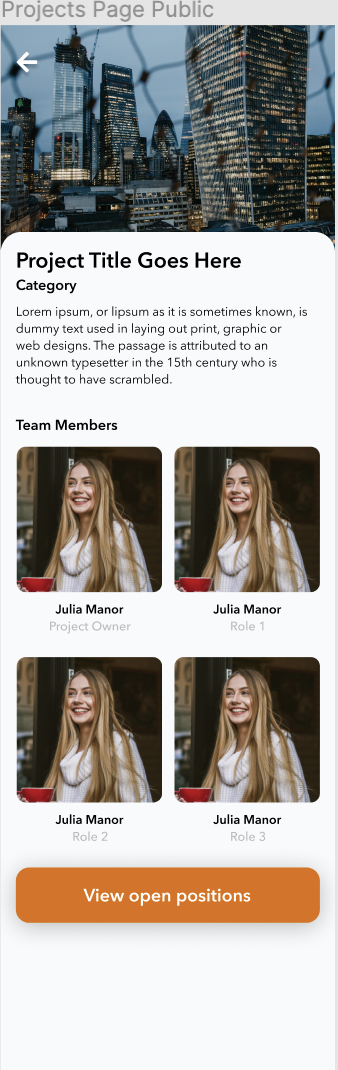 Projects Page Public
Project Title Goes Here
Category
Lorem ipsum, or lipsum as it is sometimes known, is
dummy text used in laying out print, graphic or
web designs. The passage is attributed to an
unknown typesetter in the 15th century who is
thought to have scrambled.
Team Members
Julia Manor
Project Owner
Julia Manor
Role 1
Julia Manor
Role 2
Julia Manor
Role 3
View open positions